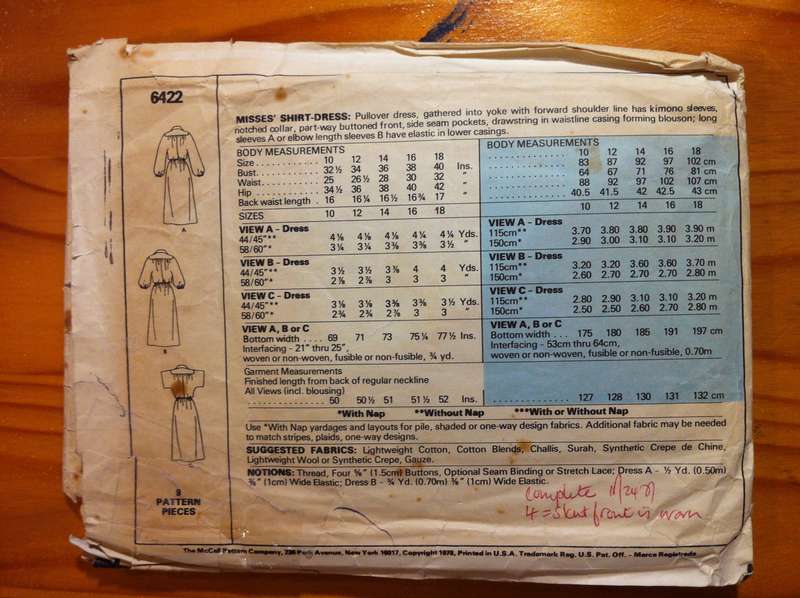 6422
MISSES' SHIRT-DRESS: Pullover dress, gathered into yoke with forward shoulder line has kimono sleeves,
notched collar, part-way buttoned front, side seam pockets, drawstring in waistline casing forming blouson; long
sleeves A or elbow length sleeves B have elastic in lower casings.
BODY MEASUREMENTS
Size 10 12 14 16 18
Bust 32½ 34 36 38 40 Ins.
Waist 25 26½ 28 30 32 "
Hip 34½ 36 38 40 42 "
Back waist length 16 16¼ 16½ 16¾ 17 "
SIZES 10 12 14 16 18
VIEW A - Dress
44/45"** 4⅛ 4⅛ 4⅛ 4¼ 4¼ Yds.
58/60"* 3¼ 3¼ 3⅜ 3⅜ 3½ "
VIEW B - Dress
44/45"** 3½ 3½ 3⅞ 4 4 Yds.
58/60"* 2⅞ 2⅞ 3 3 3 "
VIEW C - Dress
44/45"** 3⅛ 3⅛ 3⅜ 3⅜ 3½ Yds.
58/60"* 2¾ 2¾ 2⅞ 3 3 "
VIEW A, B or C
Bottom width 69 71 73 75¼ 77½ Ins.
Interfacing - 21" thru 25",
woven or non-woven, fusible or non-fusible, ¾ yd.
Garment Measurements
Finished length from back of regular neckline
All Views (incl. blousing)
50 50½ 51 51½ 52 Ins.
BODY MEASUREMENTS
10 12 14 16 18
83 87 92 97 102 cm
64 67 71 76 81 cm
88 92 97 102 107 cm
40.5 41.5 42 42.5 43 cm
10 12 14 16 18
VIEW A - Dress
115cm** 3.70 3.80 3.80 3.90 3.90 m
150cm* 2.90 3.00 3.10 3.10 3.20 m
VIEW B - Dress
115cm** 3.20 3.20 3.60 3.60 3.70 m
150cm* 2.60 2.70 2.70 2.70 2.80 m
VIEW C - Dress
115cm** 2.80 2.90 3.10 3.10 3.20 m
150cm* 2.50 2.50 2.60 2.70 2.80 m
VIEW A, B or C
Bottom width 175 180 185 191 197 cm
Interfacing - 53cm thru 64cm,
woven or non-woven, fusible or non-fusible, 0.70m
127 128 130 131 132 cm
*With Nap **Without Nap ***With or Without Nap
Use *With Nap yardages and layouts for pile, shaded or one-way design fabrics. Additional fabric may be needed
to match stripes, plaids, one-way designs.
SUGGESTED FABRICS: Lightweight Cotton, Cotton Blends, Challis, Surah, Synthetic Crepe de Chine,
Lightweight Wool or Synthetic Crepe, Gauze.
NOTIONS: Thread, Four ⅝" (1.5cm) Buttons, Optional Seam Binding or Stretch Lace; Dress A - ½ Yd. (0.50m)
⅜" (1cm) Wide Elastic; Dress B - ¾ Yd. (0.70m) ⅜" (1cm) Wide Elastic.
A
B
C
9
PATTERN
PIECES
complete
4 = Skirt front is worn
The McCall Pattern Company, 230 Park Avenue, New York 10017, Copyright 1978, Printed in U.S.A. Trademark Reg. U.S. Pat. Off. - Marca Registrada